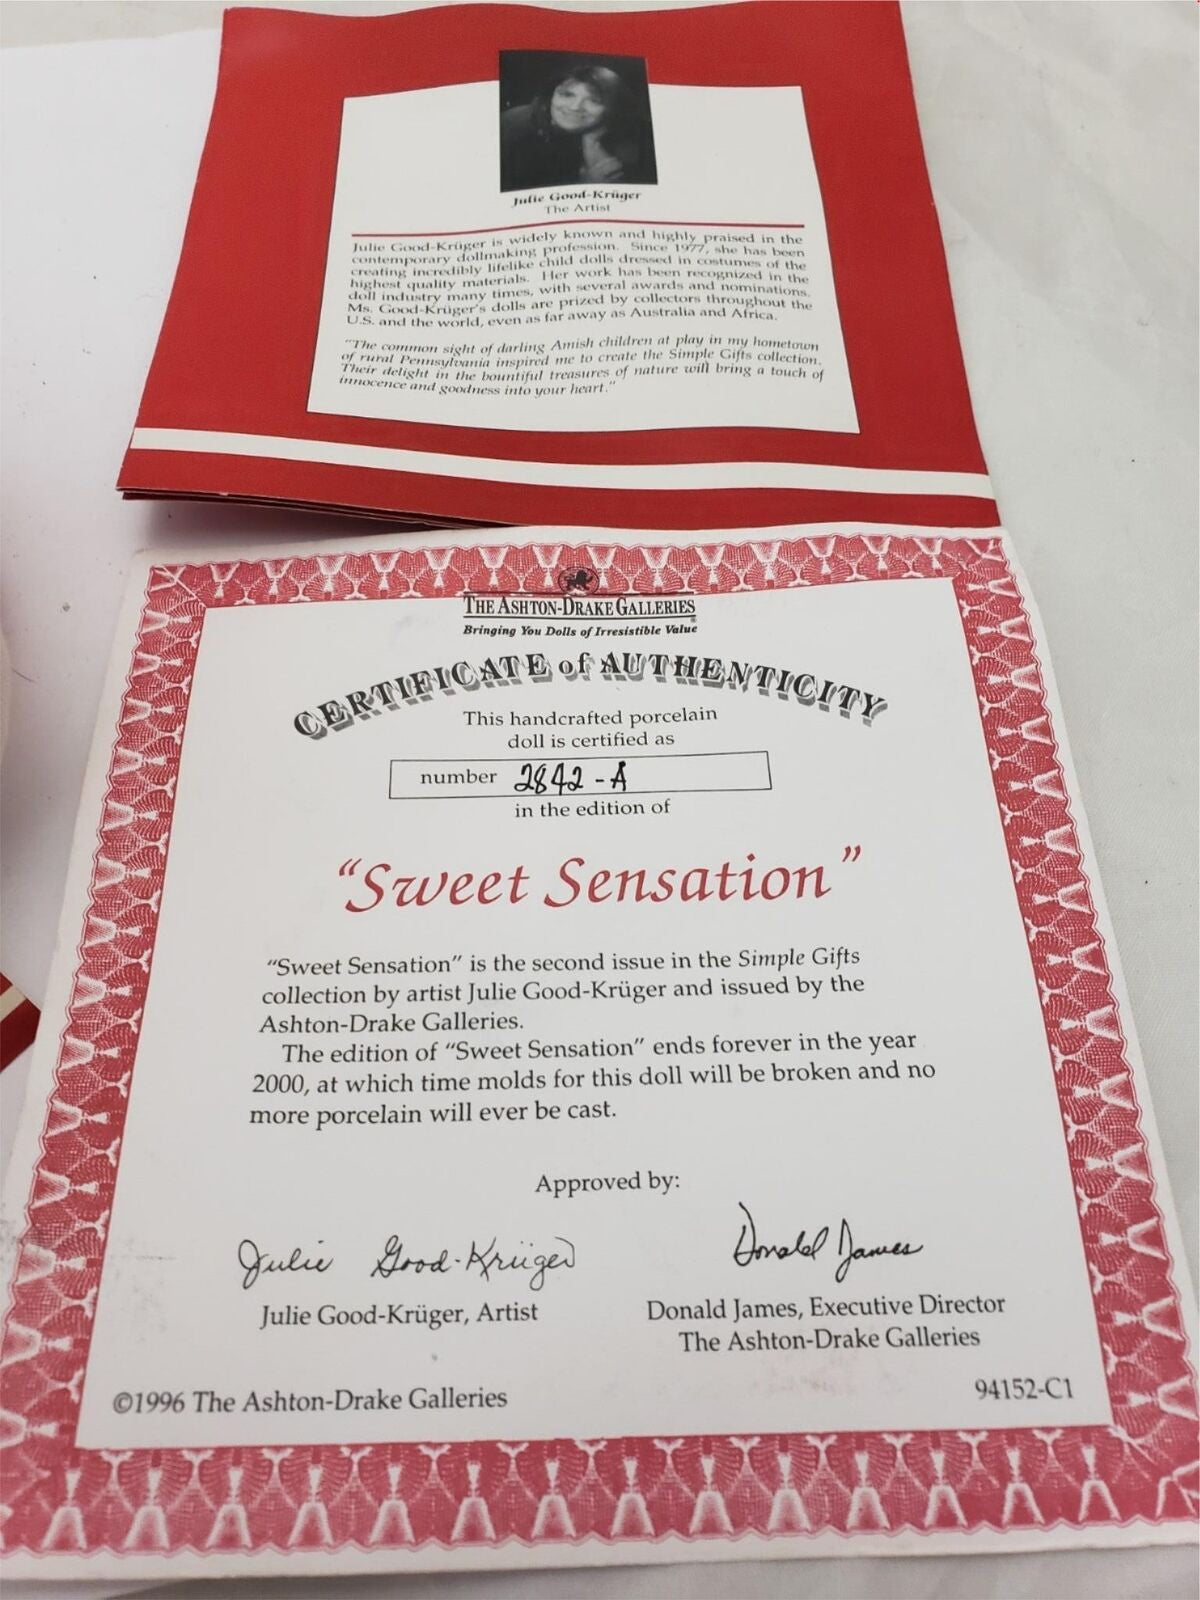 Julie Good-Krüger
The Artist
Julie Good-Krüger is widely known and highly praised in the
contemporary dollmaking profession. Since 1977, she has been
creating incredibly lifelike child dolls dressed in costumes of the
highest quality materials. Her work has been recognized in the
doll industry many times, with several awards and nominations.
Ms. Good-Krüger's dolls are prized by collectors throughout the
U.S. and the world, even as far away as Australia and Africa.
"The common sight of darling Amish children at play in my hometown
of rural Pennsylvania inspired me to create the Simple Gifts collection.
Their delight in the bountiful treasures of nature will bring a touch of
innocence and goodness into your heart."
THE ASHTON-DRAKE GALLERIES
®
Bringing You Dolls of Irresistible Value
CERTIFICATE of AUTHENTICITY
This handcrafted porcelain
doll is certified as
number 2842-A
in the edition of
"Sweet Sensation"
"Sweet Sensation" is the second issue in the Simple Gifts
collection by artist Julie Good-Krüger and issued by the
Ashton-Drake Galleries.
The edition of "Sweet Sensation" ends forever in the year
2000, at which time molds for this doll will be broken and no
more porcelain will ever be cast.
Approved by:
Julie Good-Krüger Donald James
Julie Good-Krüger, Artist Donald James, Executive Director
The Ashton-Drake Galleries
©1996 The Ashton-Drake Galleries 94152-C1